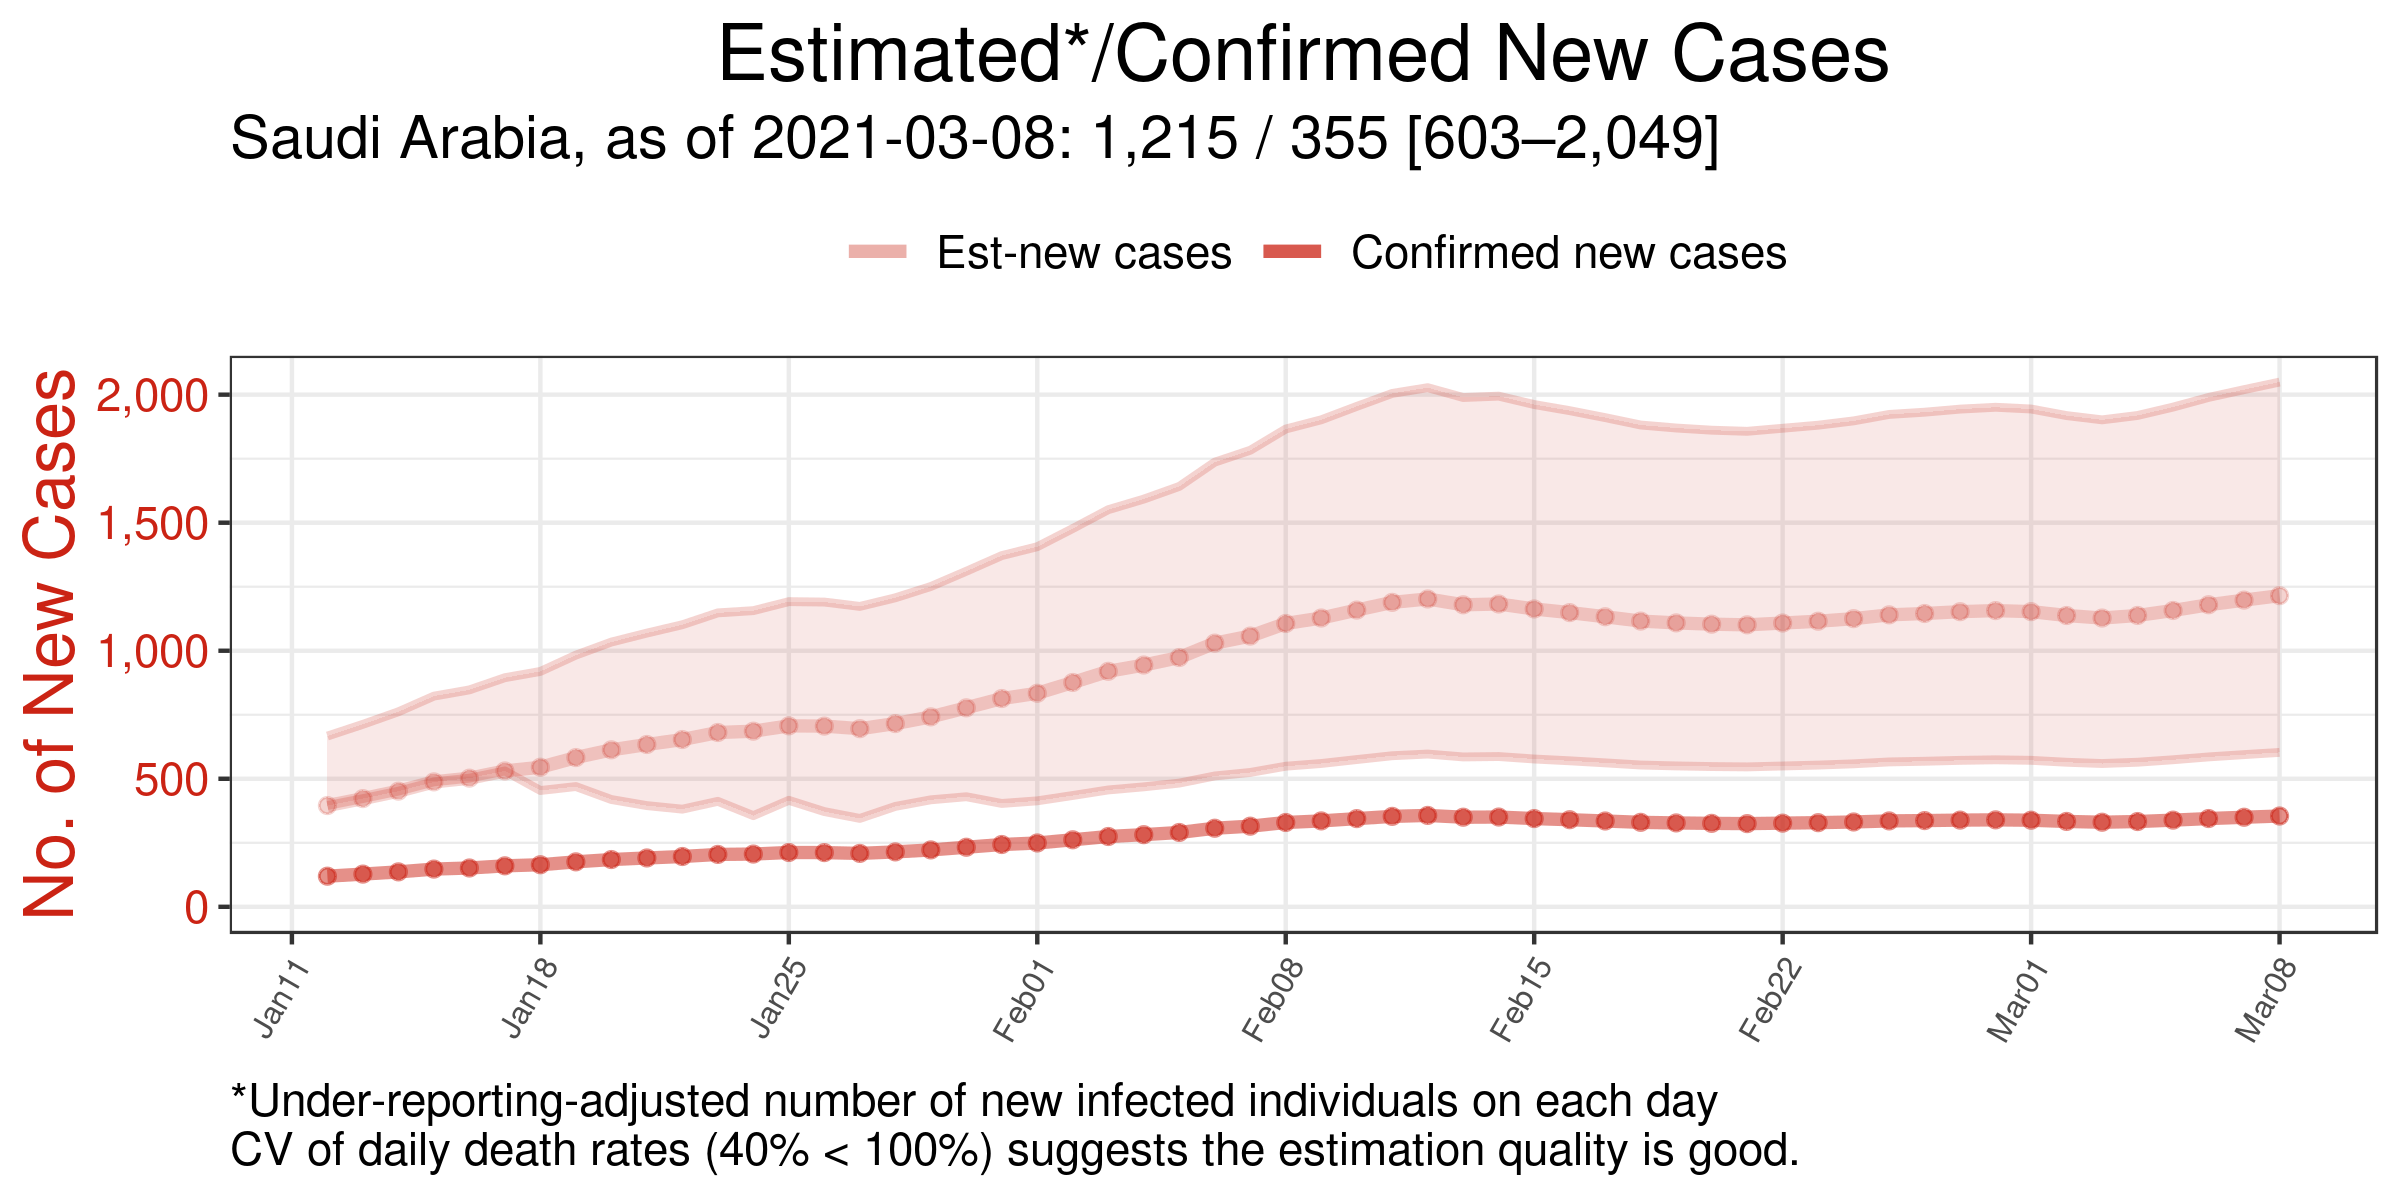 Estimated*/Confirmed New Cases
Saudi Arabia, as of 2021-03-08: 1,215 / 355 [603–2,049]
Est-new cases
Confirmed new cases
No. of New Cases
2,000
1,500
1,000
500
0
Jan11
Jan18
Jan25
Feb01
Feb08
Feb15
Feb22
Mar01
Mar08
*Under-reporting-adjusted number of new infected individuals on each day
CV of daily death rates (40% < 100%) suggests the estimation quality is good.